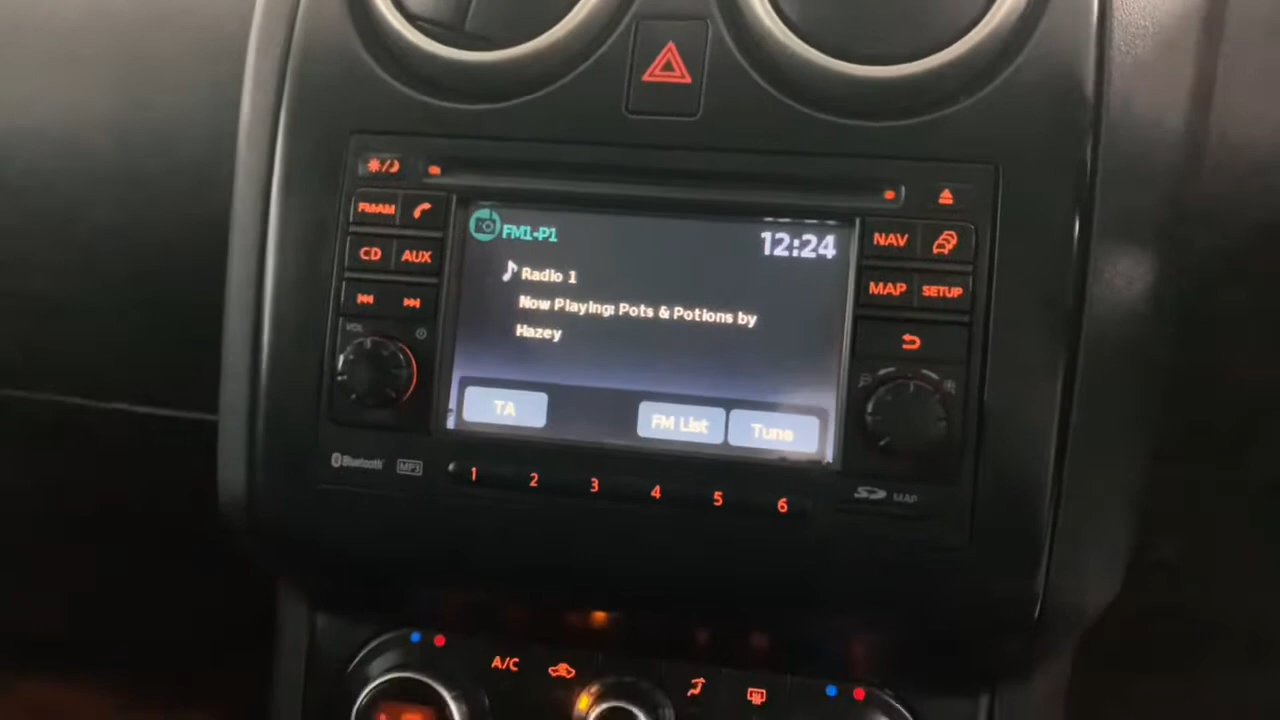 FM·AM
CD AUX
VOL
FM1-P1
12:24
Radio 1
Now Playing: Pots & Potions by
Hazey
TA
FM List
Tune
NAV
MAP SETUP
Bluetooth
MP3
1 2 3 4 5 6
SD MAP
A/C